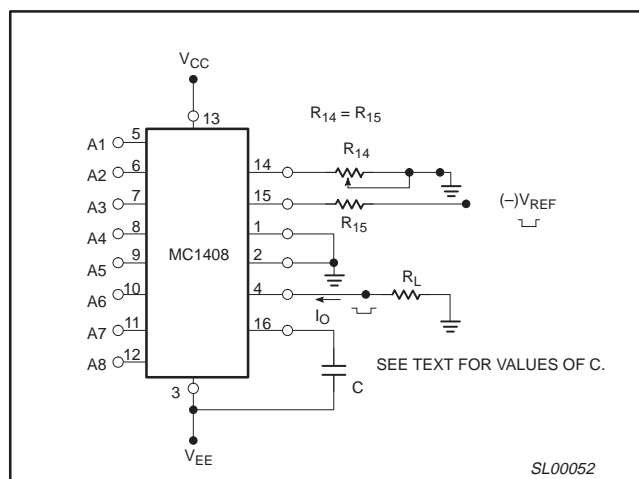 VCC
13
R14 = R15
A1 5
14 R14
A2 6
15 R15 (–)VREF
A3 7
1
A4 8
MC1408
2
A5 9
4 RL
A6 10
IO
16
A7 11
SEE TEXT FOR VALUES OF C.
A8 12
3
C
VEE
SL00052